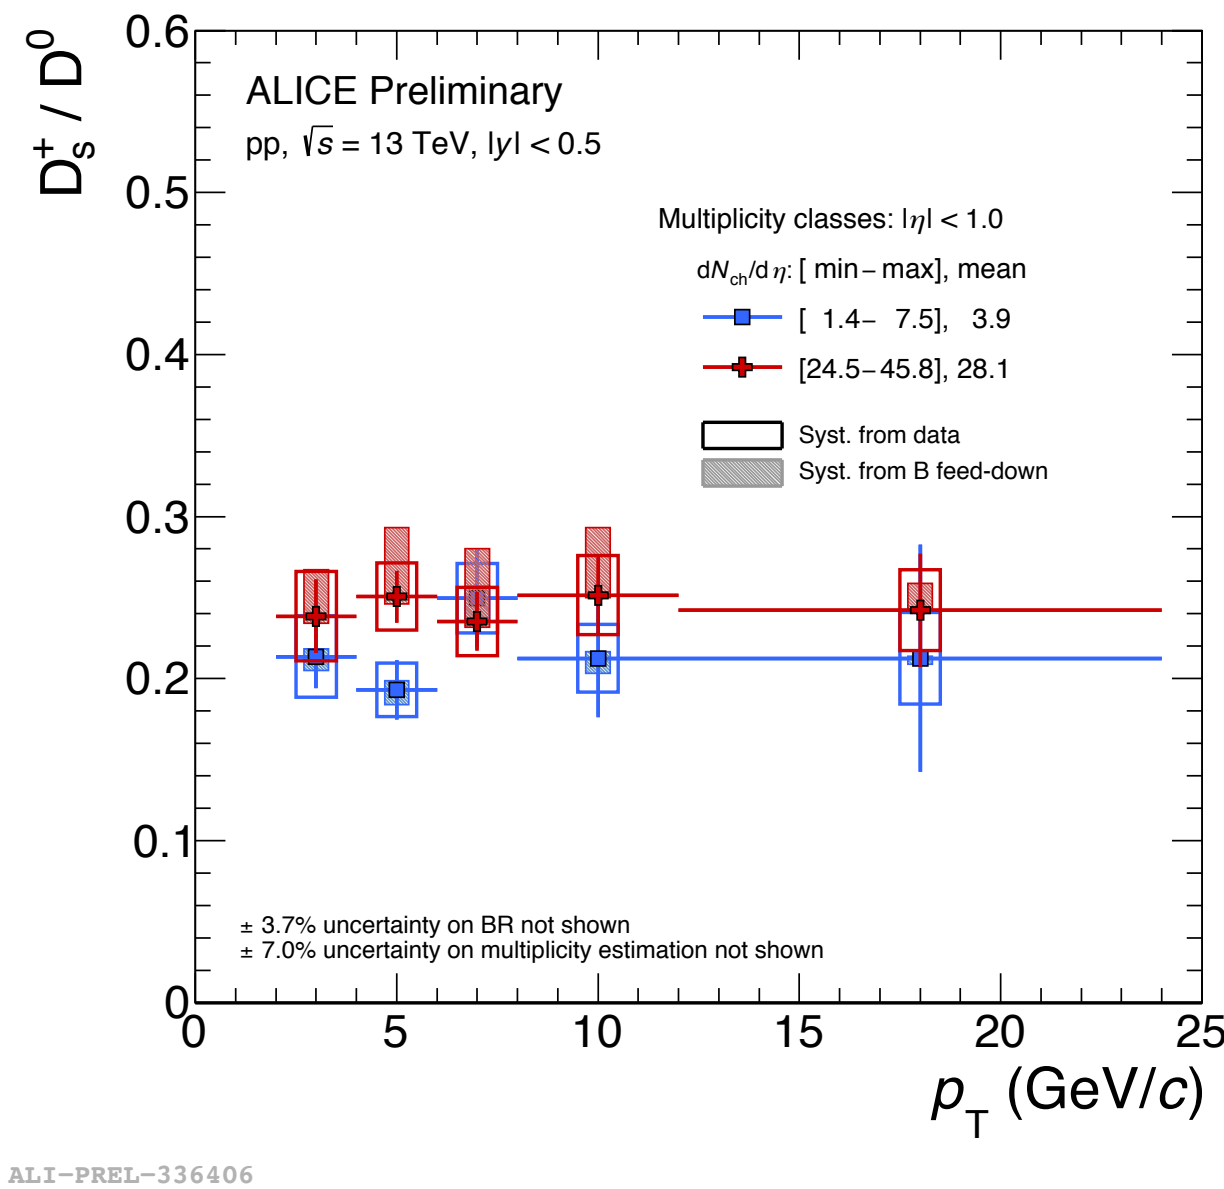 D_s^+ / D^0
0.6
0.5
0.4
0.3
0.2
0.1
0
ALICE Preliminary
pp, √s = 13 TeV, |y| < 0.5
Multiplicity classes: |η| < 1.0
dN_ch/dη: [ min − max], mean
[ 1.4 − 7.5], 3.9
[24.5 − 45.8], 28.1
Syst. from data
Syst. from B feed-down
± 3.7% uncertainty on BR not shown
± 7.0% uncertainty on multiplicity estimation not shown
0 5 10 15 20 25
p_T (GeV/c)
ALI−PREL−336406